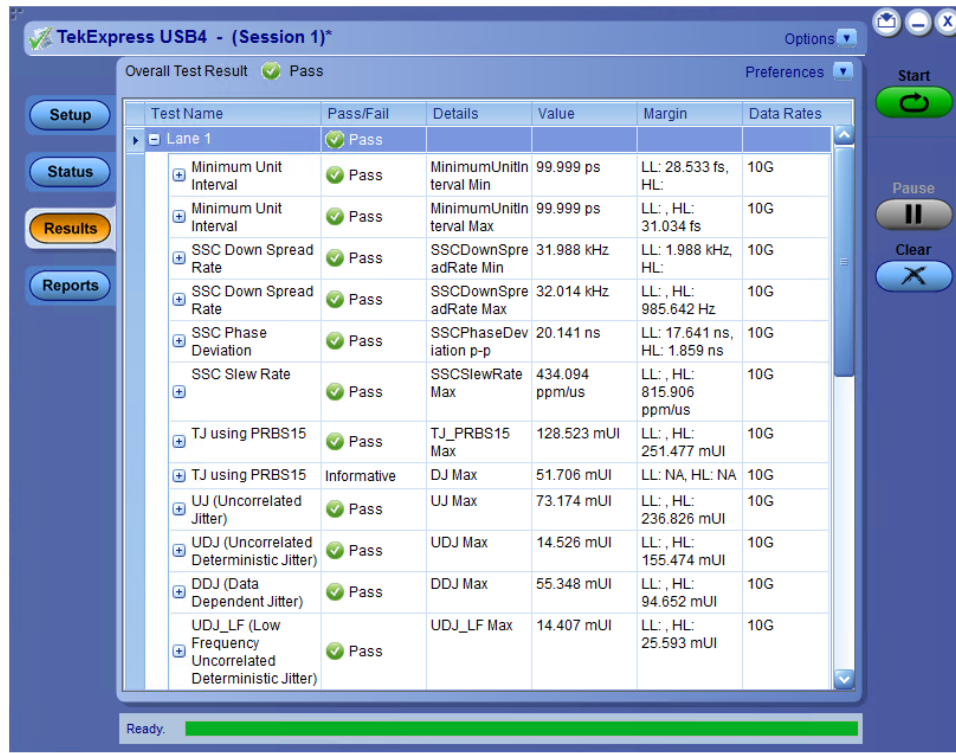 TekExpress USB4 - (Session 1)*
Options
Overall Test Result Pass
Preferences
Start
Setup
Status
Results
Reports
Pause
Clear
Test Name Pass/Fail Details Value Margin Data Rates
Lane 1 Pass
Minimum Unit Interval Pass MinimumUnitIn terval Min 99.999 ps LL: 28.533 fs, HL: 10G
Minimum Unit Interval Pass MinimumUnitIn terval Max 99.999 ps LL: , HL: 31.034 fs 10G
SSC Down Spread Rate Pass SSCDownSpre adRate Min 31.988 kHz LL: 1.988 kHz, HL: 10G
SSC Down Spread Rate Pass SSCDownSpre adRate Max 32.014 kHz LL: , HL: 985.642 Hz 10G
SSC Phase Deviation Pass SSCPhaseDev iation p-p 20.141 ns LL: 17.641 ns, HL: 1.859 ns 10G
SSC Slew Rate Pass SSCSlewRate Max 434.094 ppm/us LL: , HL: 815.906 ppm/us 10G
TJ using PRBS15 Pass TJ_PRBS15 Max 128.523 mUI LL: , HL: 251.477 mUI 10G
TJ using PRBS15 Informative DJ Max 51.706 mUI LL: NA, HL: NA 10G
UJ (Uncorrelated Jitter) Pass UJ Max 73.174 mUI LL: , HL: 236.826 mUI 10G
UDJ (Uncorrelated Deterministic Jitter) Pass UDJ Max 14.526 mUI LL: , HL: 155.474 mUI 10G
DDJ (Data Dependent Jitter) Pass DDJ Max 55.348 mUI LL: , HL: 94.652 mUI 10G
UDJ_LF (Low Frequency Uncorrelated Deterministic Jitter) Pass UDJ_LF Max 14.407 mUI LL: , HL: 25.593 mUI 10G
Ready.